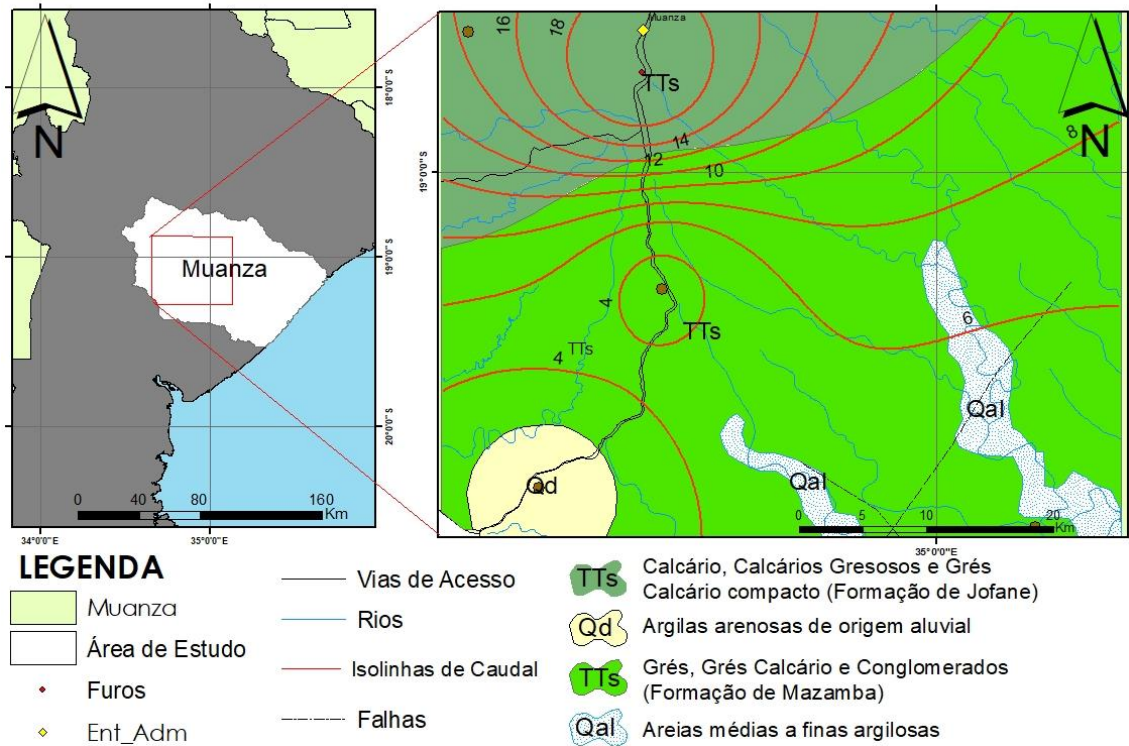 N
18°0'0"S
19°0'0"S
20°0'0"S
Muanza
0 40 80 160
Km
34°0'0"E
35°0'0"E
Muanza
16
18
TTs
14
12
10
8
N
19°0'0"S
4
6
TTs
4
TTs
Qal
Qd
Qal
0 5 10 20
Km
35°0'0"E
LEGENDA
Muanza
Área de Estudo
Furos
Ent_Adm
Vias de Acesso
Rios
Isolinhas de Caudal
Falhas
TTs
Calcário, Calcários Gresosos e Grés
Calcário compacto (Formação de Jofane)
Qd
Argilas arenosas de origem aluvial
TTs
Grés, Grés Calcário e Conglomerados
(Formação de Mazamba)
Qal
Areias médias a finas argilosas